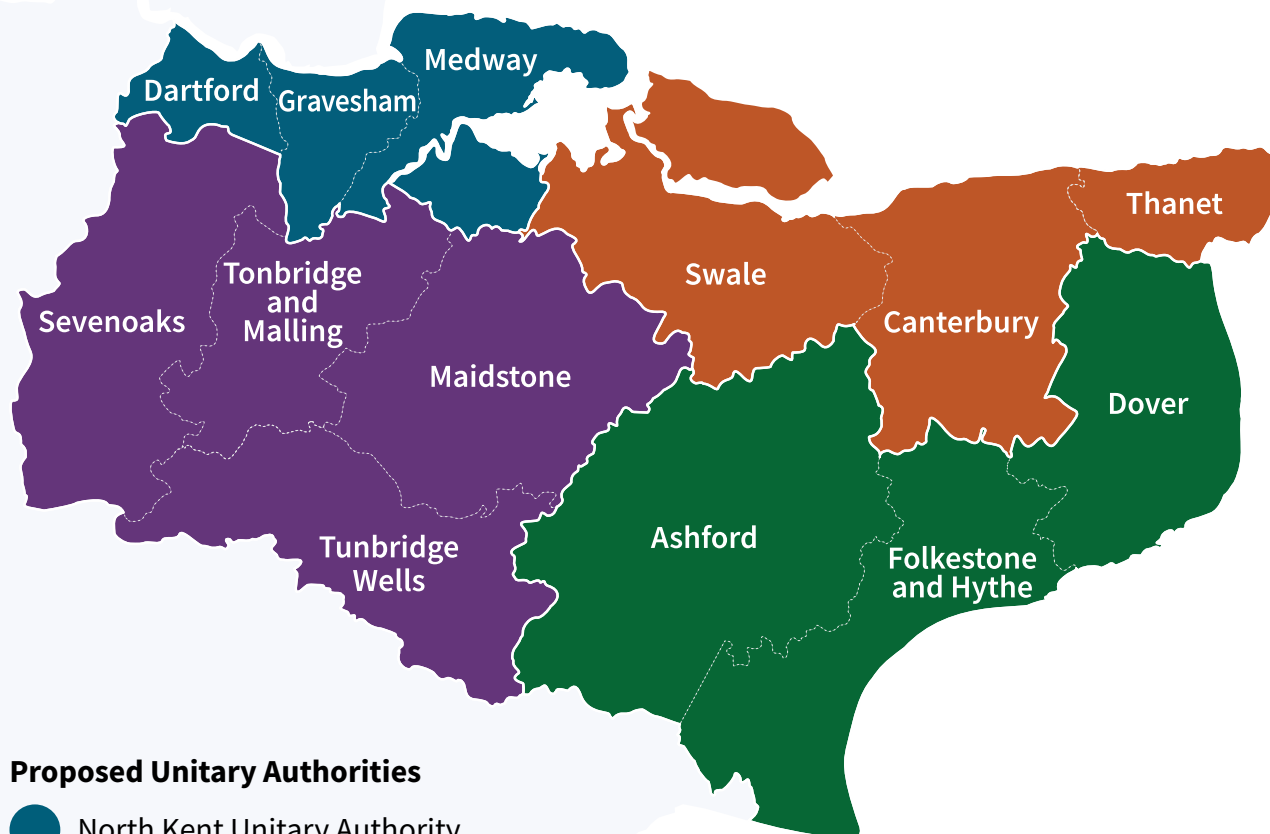 Medway
Dartford
Gravesham
Thanet
Tonbridge
and
Malling
Swale
Sevenoaks
Canterbury
Maidstone
Dover
Ashford
Tunbridge
Wells
Folkestone
and Hythe
Proposed Unitary Authorities
North Kent Unitary Authority